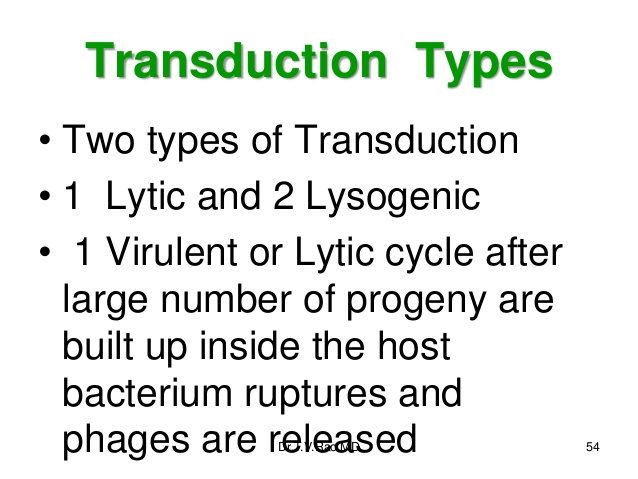 Transduction Types
• Two types of Transduction
• 1 Lytic and 2 Lysogenic
• 1 Virulent or Lytic cycle after
large number of progeny are
built up inside the host
bacterium ruptures and
phages are released
54